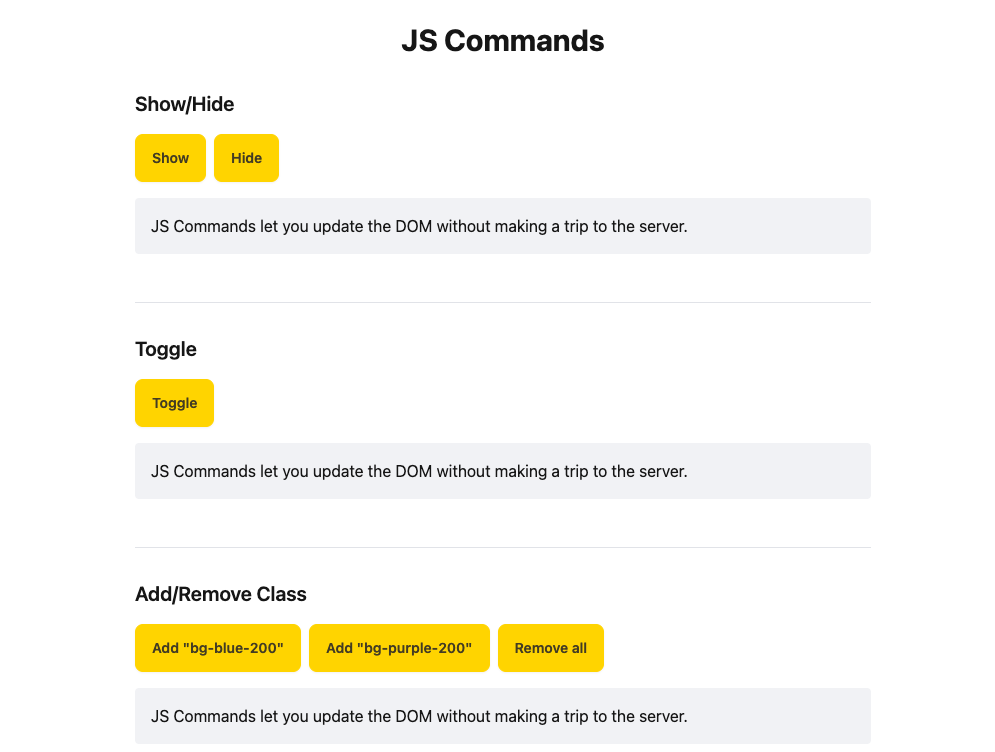 JS Commands
Show/Hide
Show Hide
JS Commands let you update the DOM without making a trip to the server.
Toggle
Toggle
JS Commands let you update the DOM without making a trip to the server.
Add/Remove Class
Add "bg-blue-200" Add "bg-purple-200" Remove all
JS Commands let you update the DOM without making a trip to the server.